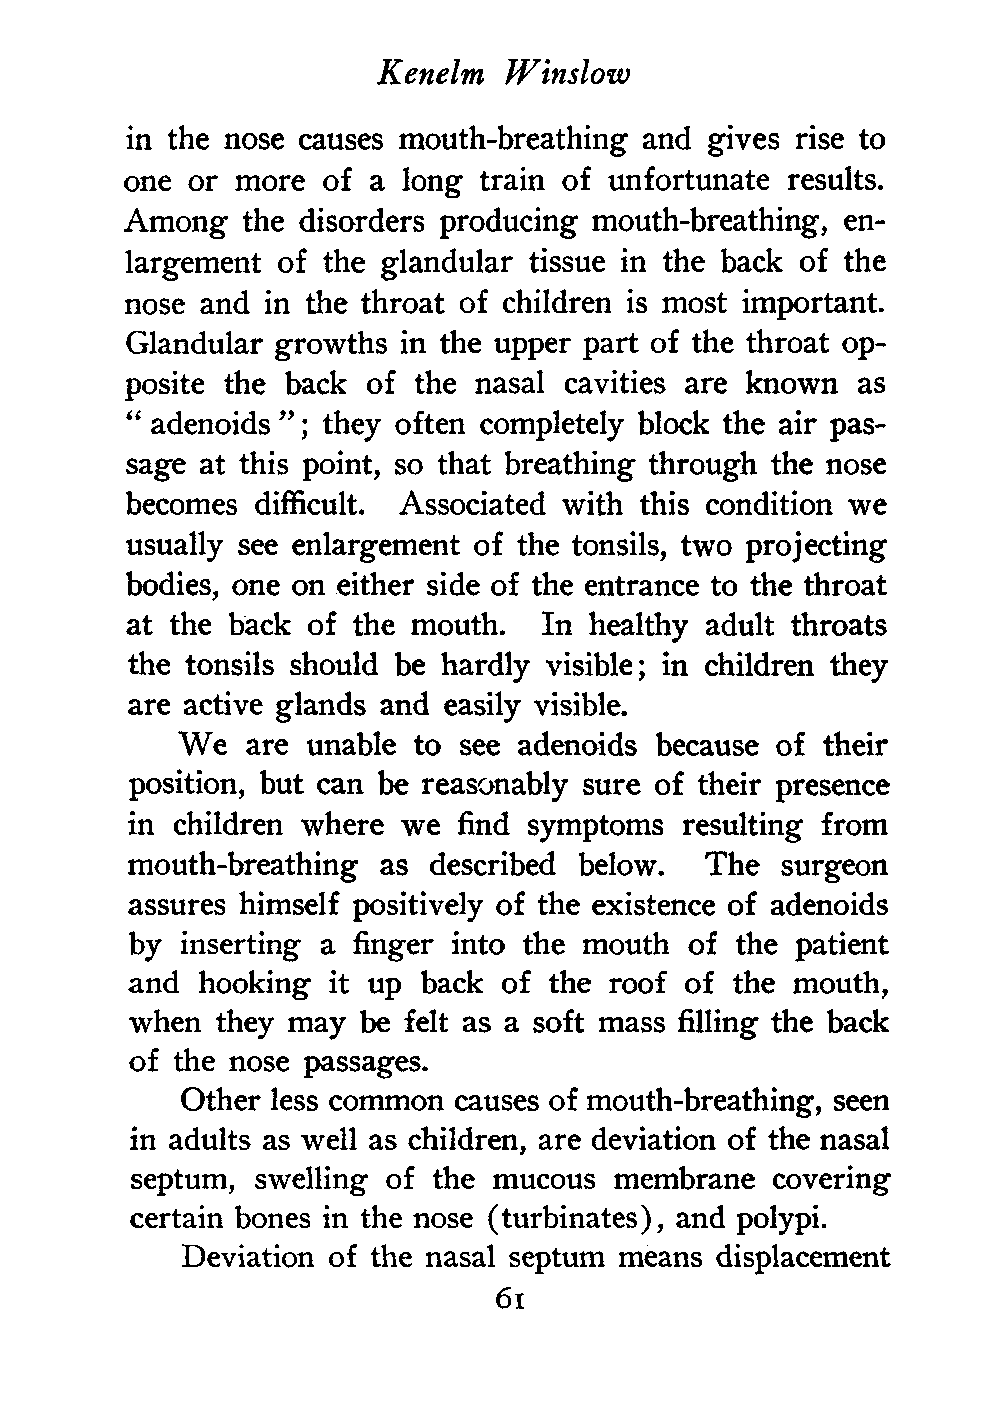 Kenelm Winslow
in the nose causes mouth-breathing and gives rise to
one or more of a long train of unfortunate results.
Among the disorders producing mouth-breathing, en-
largement of the glandular tissue in the back of the
nose and in the throat of children is most important.
Glandular growths in the upper part of the throat op-
posite the back of the nasal cavities are known as
“ adenoids ”; they often completely block the air pas-
sage at this point, so that breathing through the nose
becomes difficult. Associated with this condition we
usually see enlargement of the tonsils, two projecting
bodies, one on either side of the entrance to the throat
at the back of the mouth. In healthy adult throats
the tonsils should be hardly visible; in children they
are active glands and easily visible.
We are unable to see adenoids because of their
position, but can be reasonably sure of their presence
in children where we find symptoms resulting from
mouth-breathing as described below. The surgeon
assures himself positively of the existence of adenoids
by inserting a finger into the mouth of the patient
and hooking it up back of the roof of the mouth,
when they may be felt as a soft mass filling the back
of the nose passages.
Other less common causes of mouth-breathing, seen
in adults as well as children, are deviation of the nasal
septum, swelling of the mucous membrane covering
certain bones in the nose (turbinates), and polypi.
Deviation of the nasal septum means displacement
61